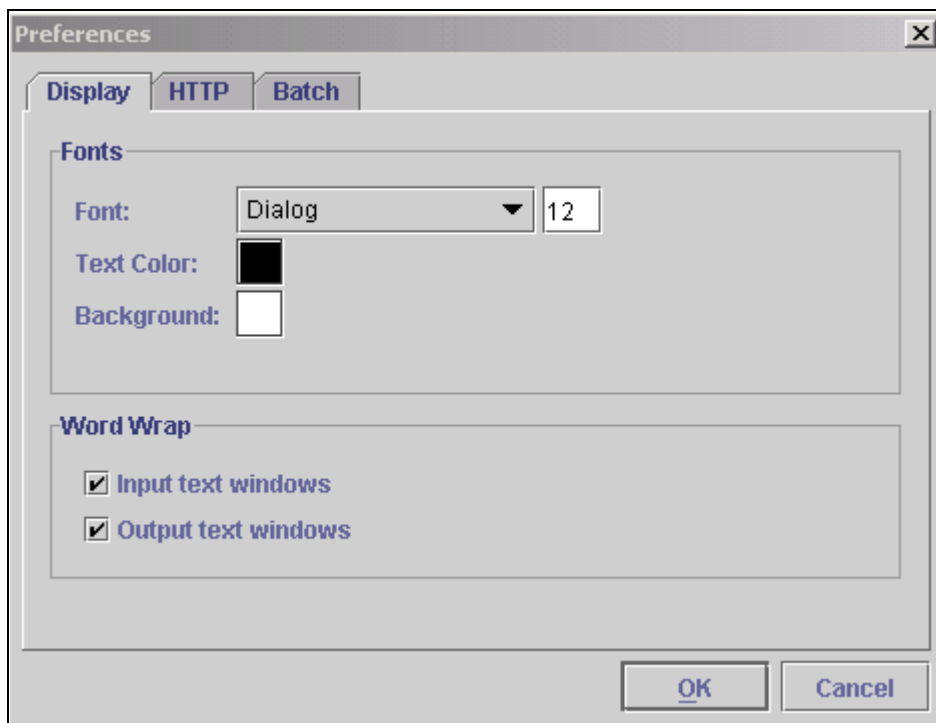 Preferences
Display HTTP Batch
Fonts
Font: Dialog 12
Text Color:
Background:
Word Wrap
Input text windows
Output text windows
OK Cancel